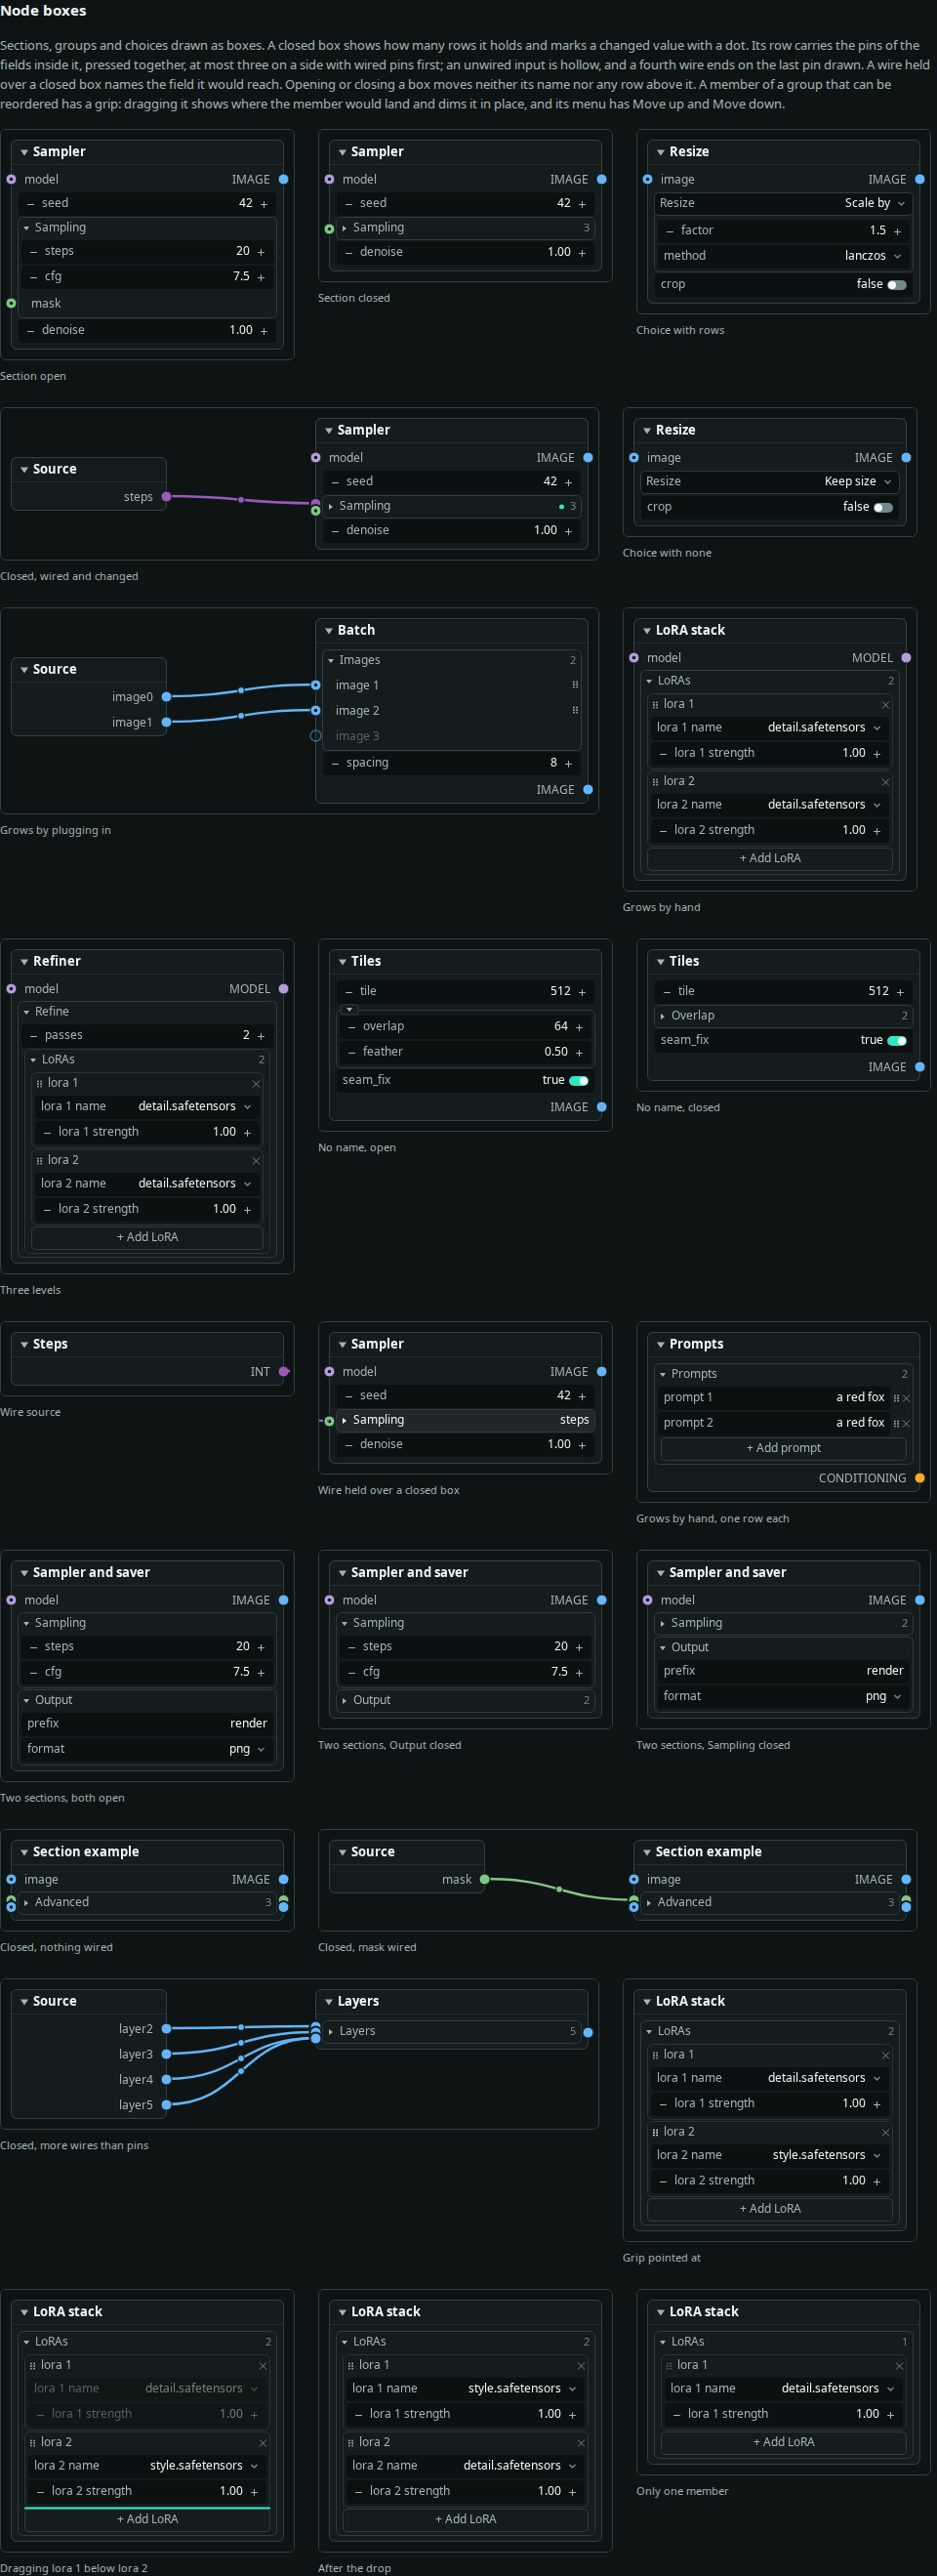 Node boxes
Sections, groups and choices drawn as boxes. A closed box shows how many rows it holds and marks a changed value with a dot. Its row carries the pins of the
fields inside it, pressed together, at most three on a side with wired pins first; an unwired input is hollow, and a fourth wire ends on the last pin drawn. A wire held
over a closed box names the field it would reach. Opening or closing a box moves neither its name nor any row above it. A member of a group that can be
reordered has a grip: dragging it shows where the member would land and dims it in place, and its menu has Move up and Move down.
Sampler
model IMAGE
− seed 42 +
Sampling
− steps 20 +
− cfg 7.5 +
mask
− denoise 1.00 +
Section open
Sampler
model IMAGE
− seed 42 +
Sampling 3
− denoise 1.00 +
Section closed
Resize
image IMAGE
Resize Scale by
− factor 1.5 +
method lanczos
crop false
Choice with rows
Source
steps
Sampler
model IMAGE
− seed 42 +
Sampling 3
− denoise 1.00 +
Closed, wired and changed
Resize
image IMAGE
Resize Keep size
crop false
Choice with none
Source
image0
image1
Batch
Images 2
image 1
image 2
image 3
− spacing 8 +
IMAGE
Grows by plugging in
LoRA stack
model MODEL
LoRAs 2
lora 1
lora 1 name detail.safetensors
− lora 1 strength 1.00 +
lora 2
lora 2 name detail.safetensors
− lora 2 strength 1.00 +
+ Add LoRA
Grows by hand
Refiner
model MODEL
Refine
− passes 2 +
LoRAs 2
lora 1
lora 1 name detail.safetensors
− lora 1 strength 1.00 +
lora 2
lora 2 name detail.safetensors
− lora 2 strength 1.00 +
+ Add LoRA
Three levels
Tiles
− tile 512 +
− overlap 64 +
− feather 0.50 +
seam_fix true
IMAGE
No name, open
Tiles
− tile 512 +
Overlap 2
seam_fix true
IMAGE
No name, closed
Steps
INT
Wire source
Sampler
model IMAGE
− seed 42 +
Sampling steps
− denoise 1.00 +
Wire held over a closed box
Prompts
Prompts 2
prompt 1 a red fox
prompt 2 a red fox
+ Add prompt
CONDITIONING
Grows by hand, one row each
Sampler and saver
model IMAGE
Sampling
− steps 20 +
− cfg 7.5 +
Output
prefix render
format png
Two sections, both open
Sampler and saver
model IMAGE
Sampling
− steps 20 +
− cfg 7.5 +
Output 2
Two sections, Output closed
Sampler and saver
model IMAGE
Sampling 2
Output
prefix render
format png
Two sections, Sampling closed
Section example
image IMAGE
Advanced 3
Closed, nothing wired
Source
mask
Section example
image IMAGE
Advanced 3
Closed, mask wired
Source
layer2
layer3
layer4
layer5
Layers
Layers 5
Closed, more wires than pins
LoRA stack
LoRAs 2
lora 1
lora 1 name detail.safetensors
− lora 1 strength 1.00 +
lora 2
lora 2 name style.safetensors
− lora 2 strength 1.00 +
+ Add LoRA
Grip pointed at
LoRA stack
LoRAs 2
lora 1
lora 1 name detail.safetensors
− lora 1 strength 1.00 +
lora 2
lora 2 name style.safetensors
− lora 2 strength 1.00 +
+ Add LoRA
Dragging lora 1 below lora 2
LoRA stack
LoRAs 2
lora 1
lora 1 name style.safetensors
− lora 1 strength 1.00 +
lora 2
lora 2 name detail.safetensors
− lora 2 strength 1.00 +
+ Add LoRA
After the drop
LoRA stack
LoRAs 1
lora 1
lora 1 name detail.safetensors
− lora 1 strength 1.00 +
+ Add LoRA
Only one member